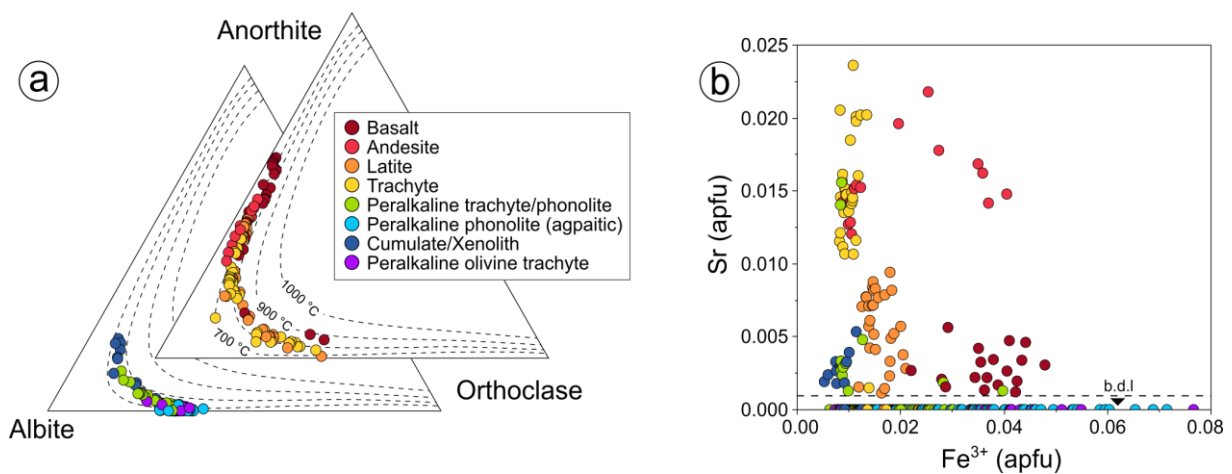 a
Anorthite
Albite
Orthoclase
1000 °C
900 °C
700 °C
Basalt
Andesite
Latite
Trachyte
Peralkaline trachyte/phonolite
Peralkaline phonolite (agpaitic)
Cumulate/Xenolith
Peralkaline olivine trachyte
b
Sr (apfu)
0.025
0.020
0.015
0.010
0.005
0.000
b.d.l
0.00
0.02
0.04
0.06
0.08
Fe³⁺ (apfu)